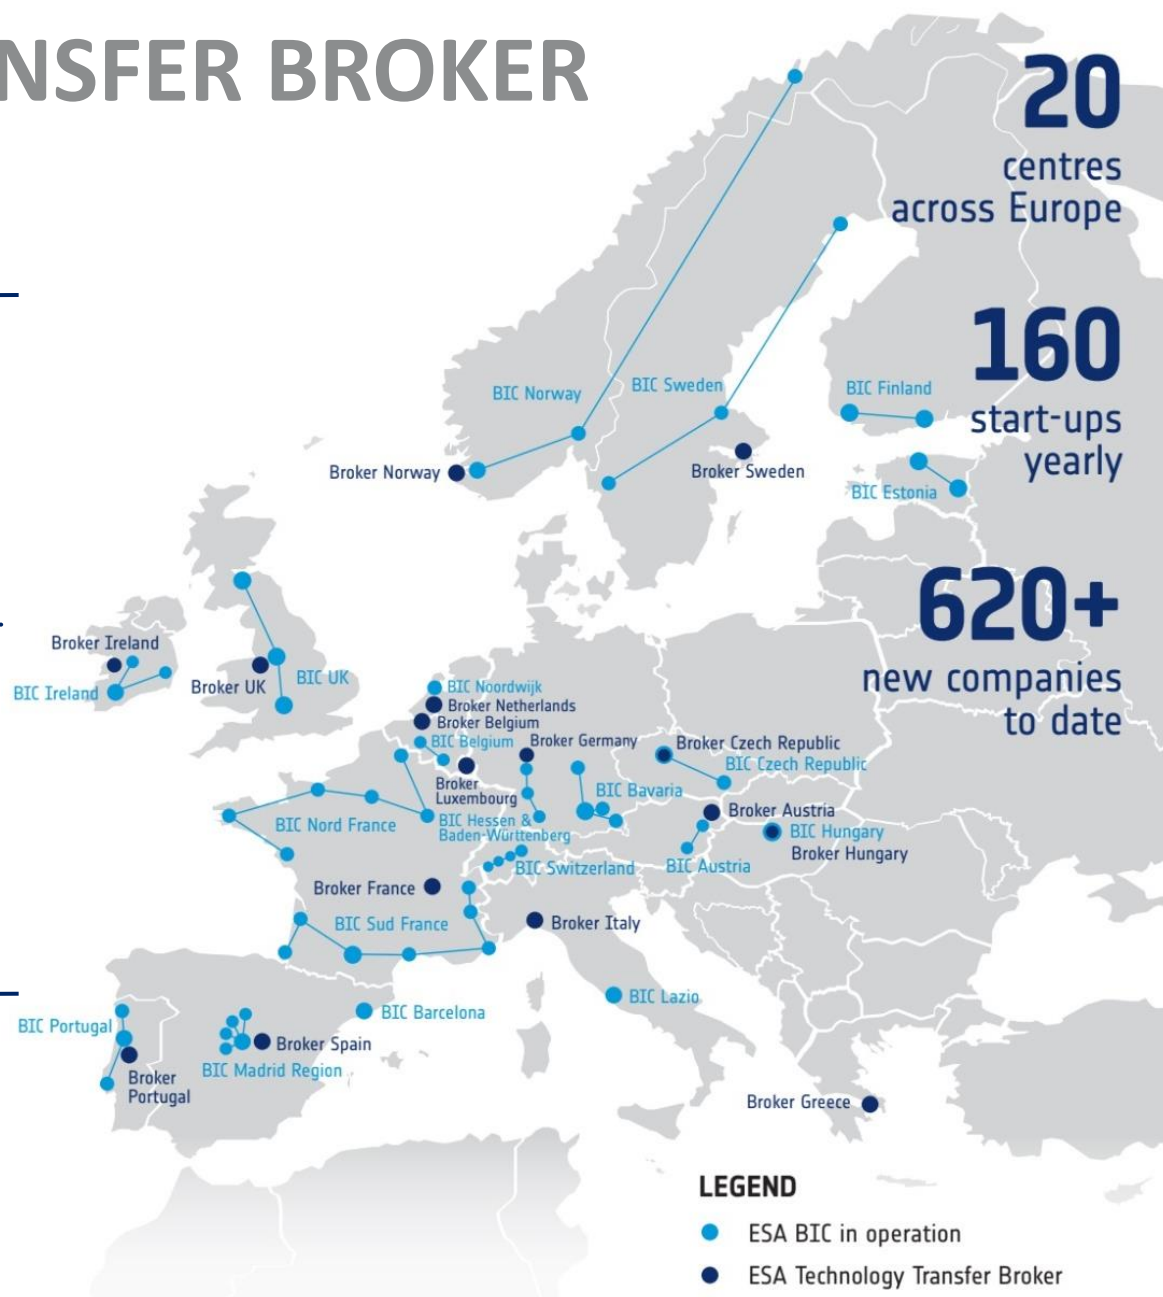 NSFER BROKER
20
centres
across Europe
160
start-ups
yearly
620+
new companies
to date
BIC Norway
BIC Sweden
BIC Finland
Broker Norway
Broker Sweden
BIC Estonia
Broker Ireland
BIC Ireland
Broker UK
BIC UK
BIC Noordwijk
Broker Netherlands
Broker Belgium
BIC Belgium
Broker Germany
Broker Czech Republic
BIC Czech Republic
Broker
Luxembourg
BIC Bavaria
Broker Austria
BIC Nord France
BIC Hessen &
Baden-Württenberg
BIC Hungary
Broker Hungary
BIC Switzerland
BIC Austria
Broker France
BIC Sud France
Broker Italy
BIC Lazio
BIC Barcelona
BIC Portugal
Broker Spain
BIC Madrid Region
Broker
Portugal
Broker Greece
LEGEND
ESA BIC in operation
ESA Technology Transfer Broker